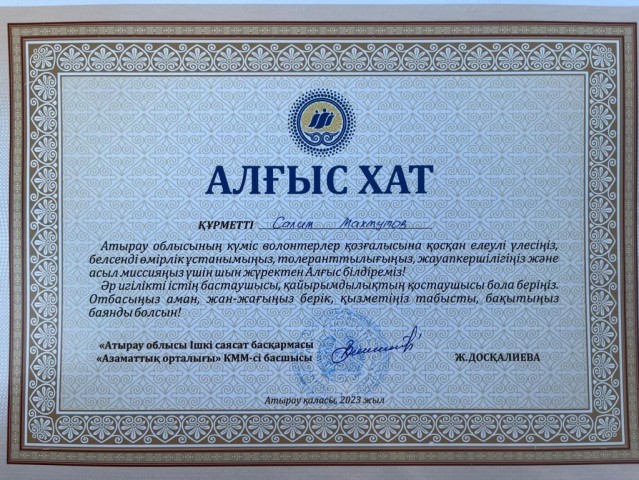 АЛҒЫС ХАТ
ҚҰРМЕТТІ Салим Махмутов
Атырау облысының күміс волонтерлер қозғалысына қосқан елеулі үлесіңіз,
белсенді өмірлік ұстанымыңыз, толеранттылығыңыз, жауапкершілігіңіз және
асыл миссияңыз үшін шын жүректен Алғыс білдіреміз!
Әр игілікті істің бастаушысы, қайырымдылықтың қостаушысы бола беріңіз.
Отбасыңыз аман, жан-жағыңыз берік, қызметіңіз табысты, бақытыңыз
баянды болсын!
«Атырау облысы Ішкі саясат басқармасы
«Азаматтық орталығы» КММ-сі басшысы
Ж.ДОСҚАЛИЕВА
Атырау қаласы, 2023 жыл